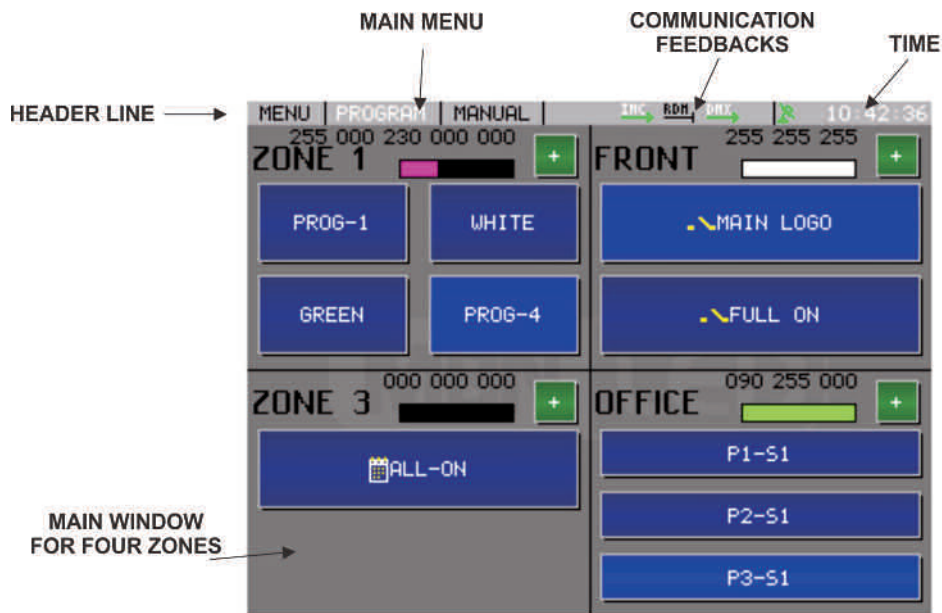 MAIN MENU
COMMUNICATION
FEEDBACKS
TIME
HEADER LINE
MENU PROGRAM MANUAL INC RDM DMX 10:42:36
255 000 230 000 000
ZONE 1 +
255 255 255
FRONT +
PROG-1 WHITE
MAIN LOGO
GREEN PROG-4
FULL ON
000 000 000
ZONE 3 +
090 255 000
OFFICE +
ALL-ON
P1-S1
P2-S1
P3-S1
MAIN WINDOW
FOR FOUR ZONES